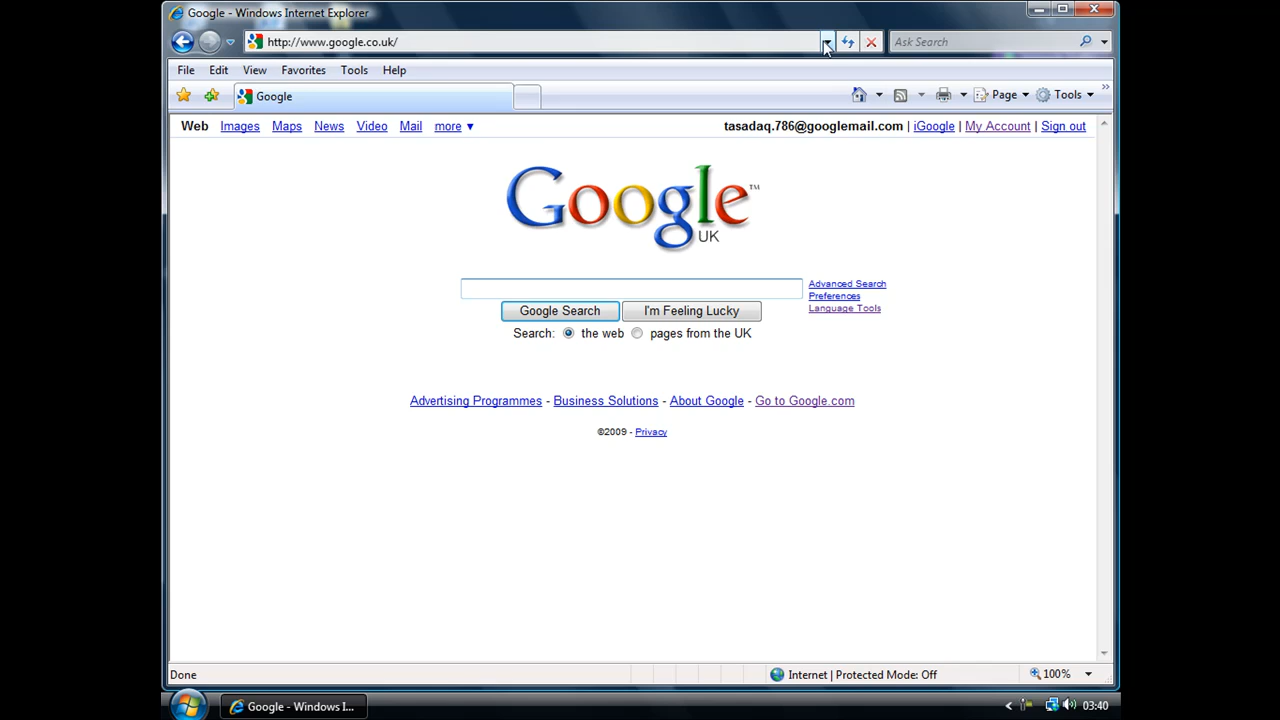 Google - Windows Internet Explorer
http://www.google.co.uk/
Ask Search
File Edit View Favorites Tools Help
Google
Page Tools »
Web Images Maps News Video Mail more ▼
tasadaq.786@googlemail.com | iGoogle | My Account | Sign out
Google™
UK
Advanced Search
Preferences
Language Tools
Google Search I'm Feeling Lucky
Search: the web pages from the UK
Advertising Programmes - Business Solutions - About Google - Go to Google.com
©2009 - Privacy
Done Internet | Protected Mode: Off 100%
Google - Windows I... 03:40